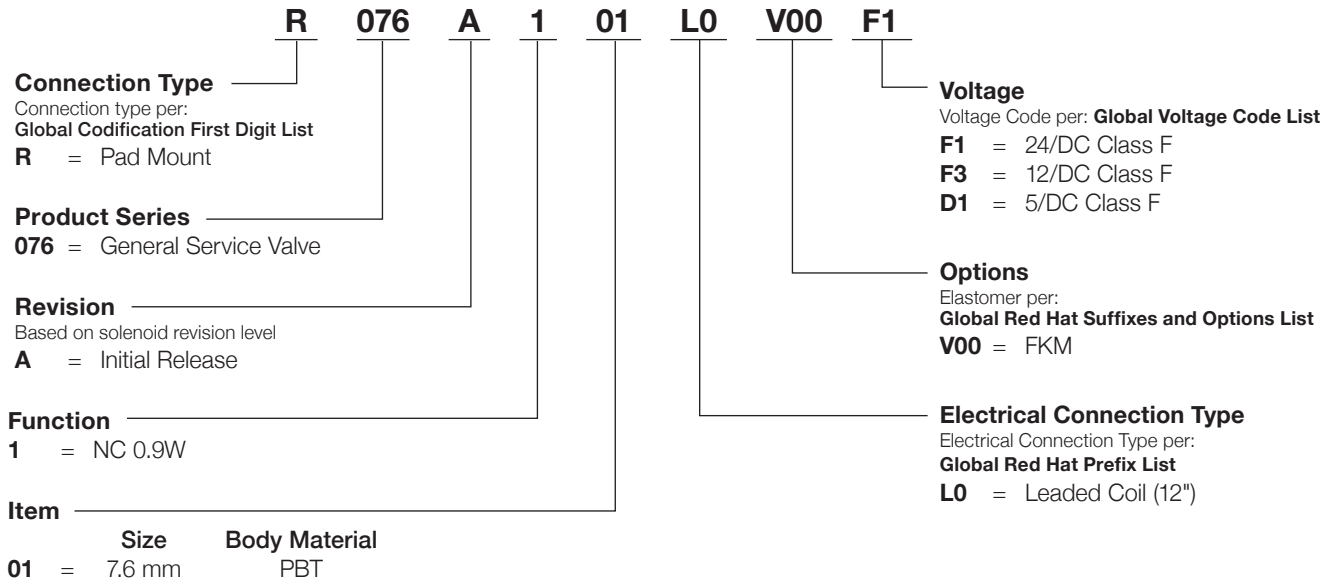 R 076 A 1 01 L0 V00 F1
Connection Type
Connection type per:
Global Codification First Digit List
R = Pad Mount
Product Series
076 = General Service Valve
Revision
Based on solenoid revision level
A = Initial Release
Function
1 = NC 0.9W
Item
Size Body Material
01 = 7.6 mm PBT
Voltage
Voltage Code per: Global Voltage Code List
F1 = 24/DC Class F
F3 = 12/DC Class F
D1 = 5/DC Class F
Options
Elastomer per:
Global Red Hat Suffixes and Options List
V00 = FKM
Electrical Connection Type
Electrical Connection Type per:
Global Red Hat Prefix List
L0 = Leaded Coil (12")